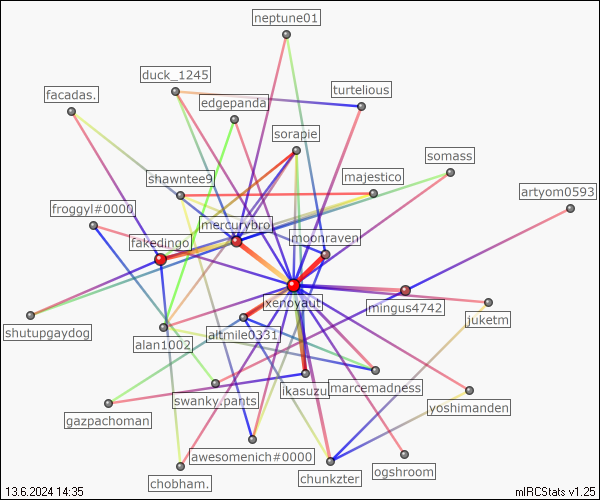 neptune01
duck_1245
turtelious
facadas.
edgepanda
sorapie
somass
shawntee9
majestico
artyom0593
froggyl#0000
mercurybro
moonraven
fakedingo
xenoyaut
mingus4742
juketm
shutupgaydog
altmile0331
alan1002
ikasuzu
marcemadness
swanky.pants
yoshimanden
gazpachoman
awesomenich#0000
ogshroom
chunkzter
chobham.
13.6.2024 14:35
mIRCStats v1.25